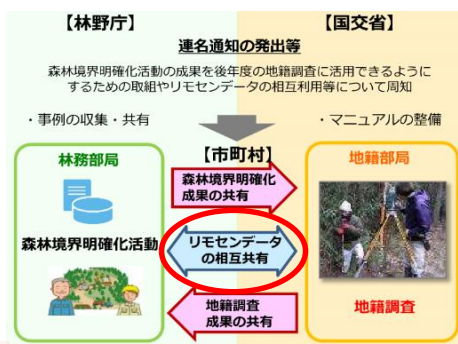 【林野庁】
【国交省】
連名通知の発出等
森林境界明確化活動の成果を後年度の地籍調査に活用できるように
するための取組やリモセンデータの相互利用等について周知
・事例の収集・共有
・マニュアルの整備
【市町村】
林務部局
地籍部局
森林境界明確化
成果の共有
森林境界明確化活動
リモセンデータ
の相互共有
地籍調査
成果の共有
地籍調査